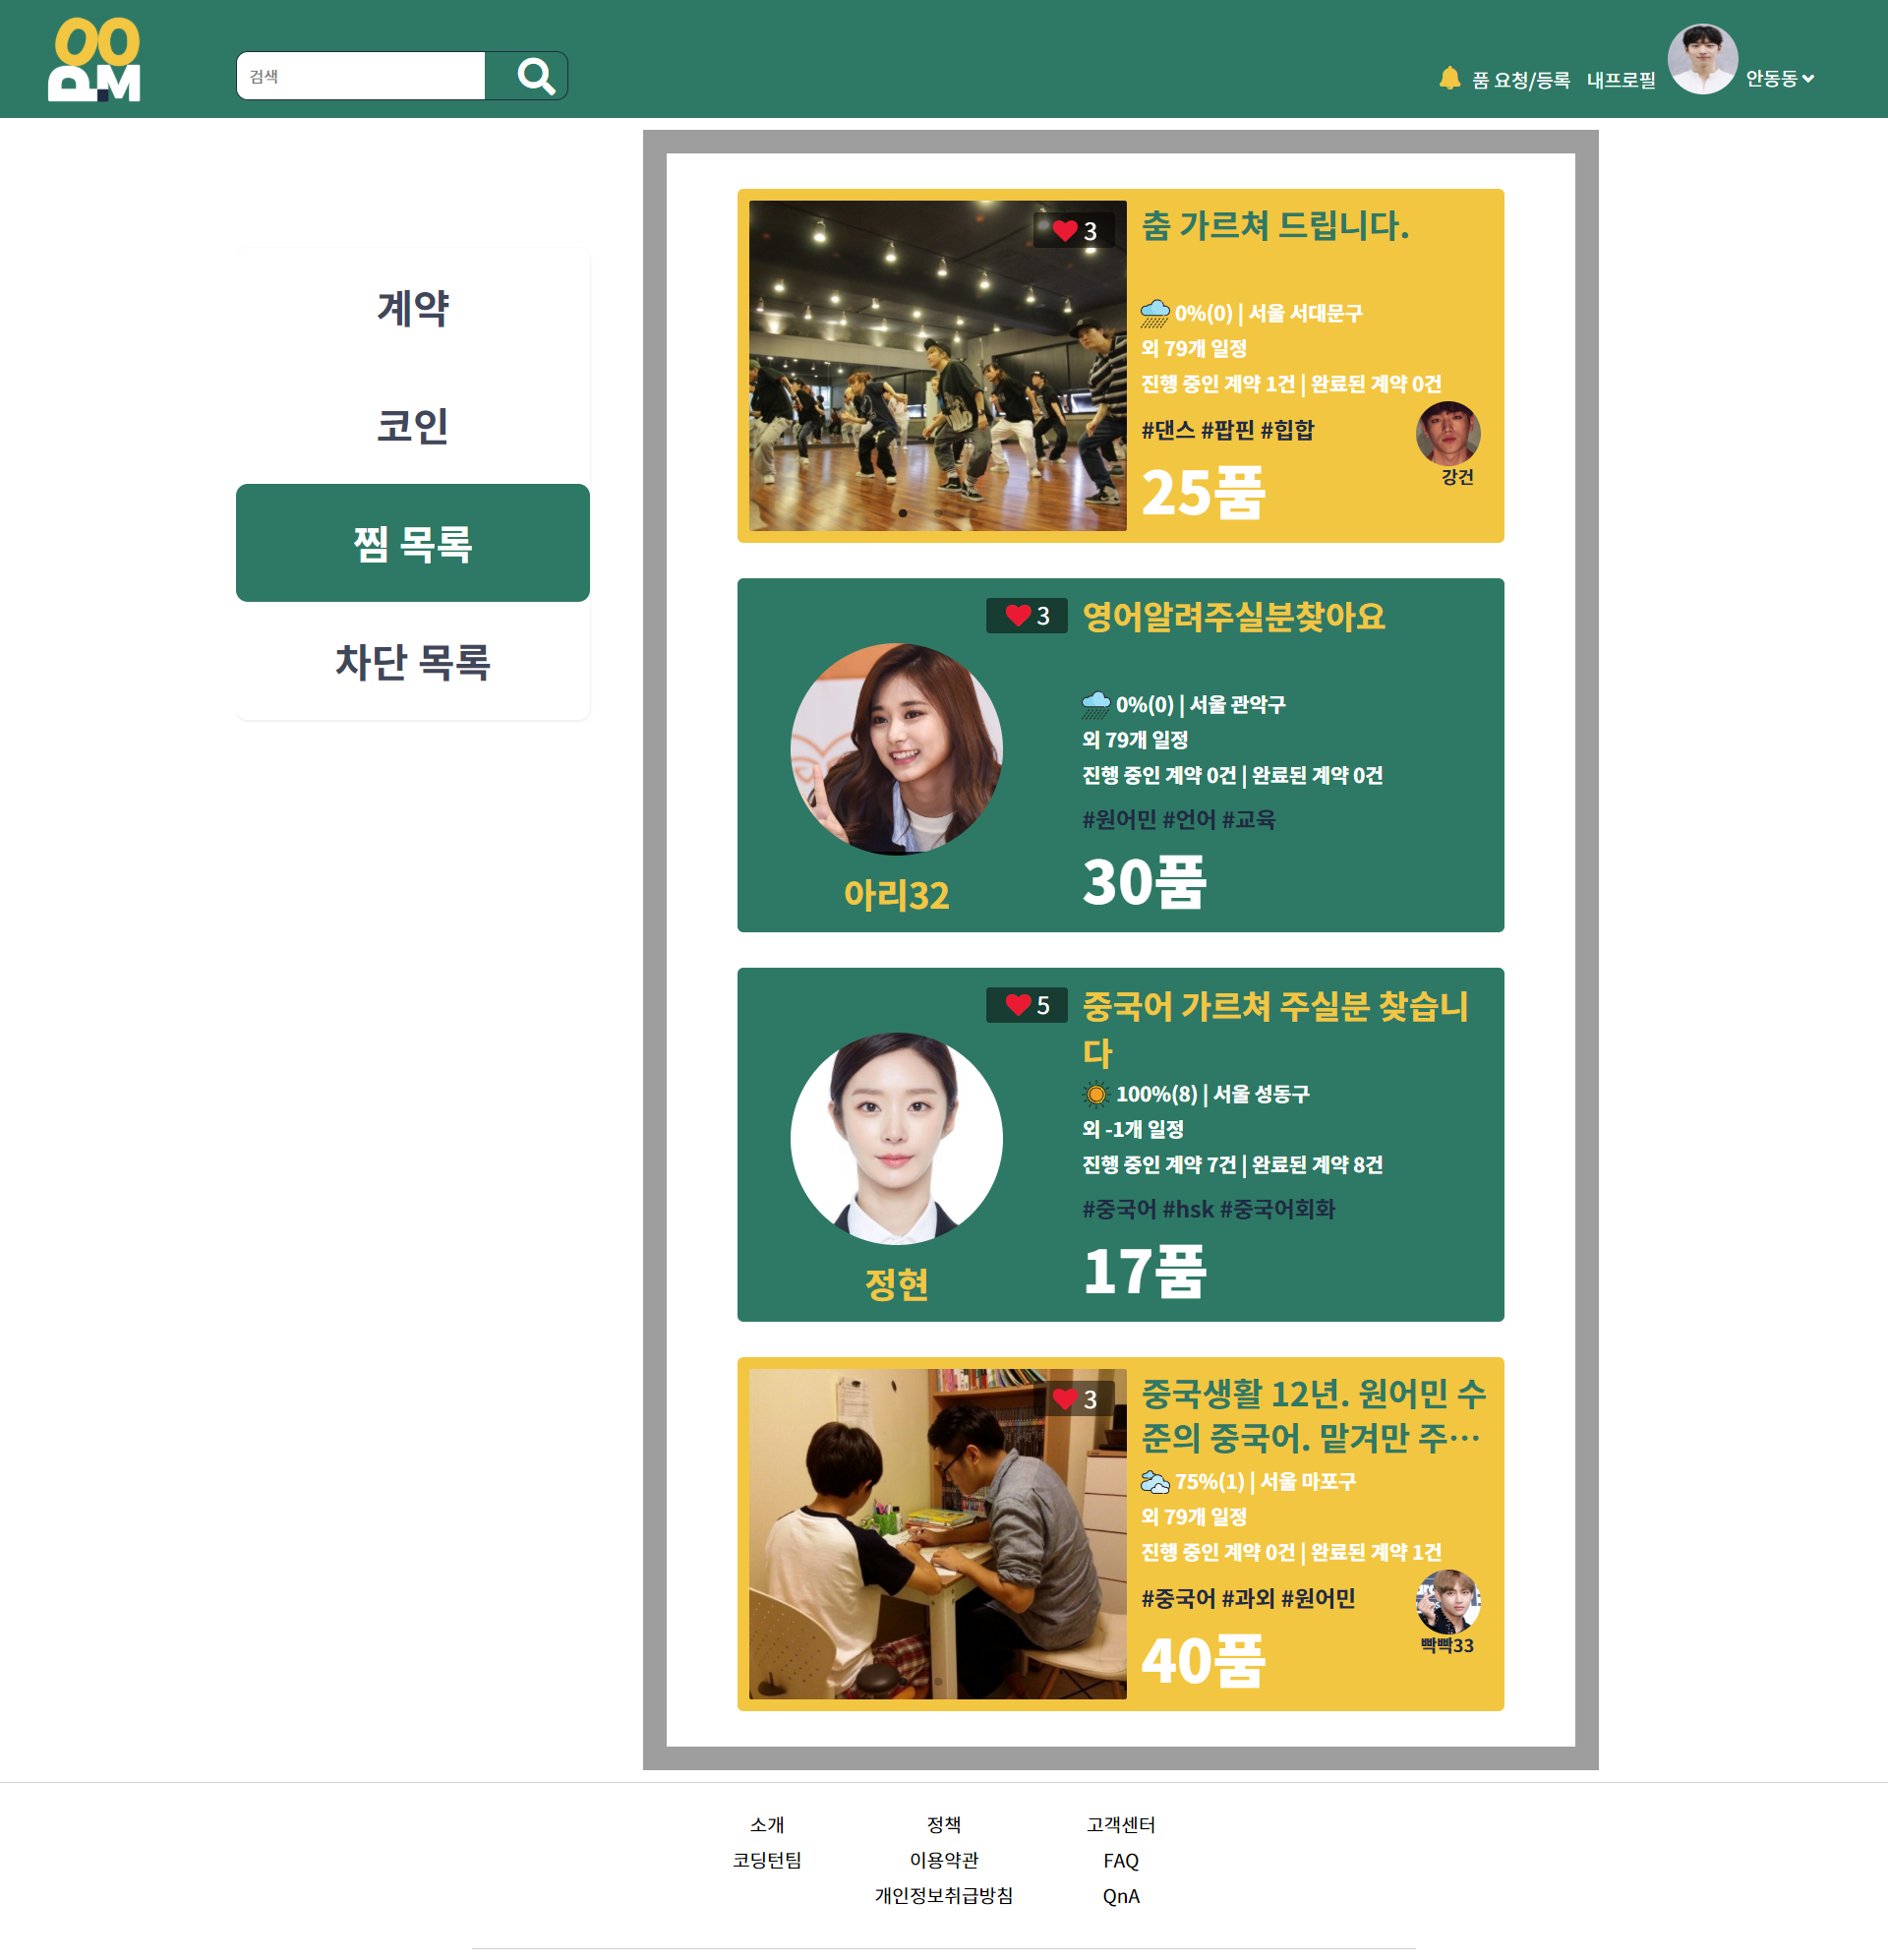 POOM
검색
품 요청/등록 내프로필 안동동
계약
코인
찜 목록
차단 목록
3
춤 가르쳐 드립니다.
0%(0) | 서울 서대문구
외 79개 일정
진행 중인 계약 1건 | 완료된 계약 0건
#댄스 #팝핀 #힙합
강건
25품
3
영어알려주실분찾아요
0%(0) | 서울 관악구
외 79개 일정
진행 중인 계약 0건 | 완료된 계약 0건
#원어민 #언어 #교육
30품
아리32
5
중국어 가르쳐 주실분 찾습니
다
100%(8) | 서울 성동구
외 -1개 일정
진행 중인 계약 7건 | 완료된 계약 8건
#중국어 #hsk #중국어회화
17품
정현
3
중국생활 12년. 원어민 수
준의 중국어. 맡겨만 주…
75%(1) | 서울 마포구
외 79개 일정
진행 중인 계약 0건 | 완료된 계약 1건
#중국어 #과외 #원어민
빡빡33
40품
소개 정책 고객센터
코딩턴팀 이용약관 FAQ
개인정보취급방침 QnA